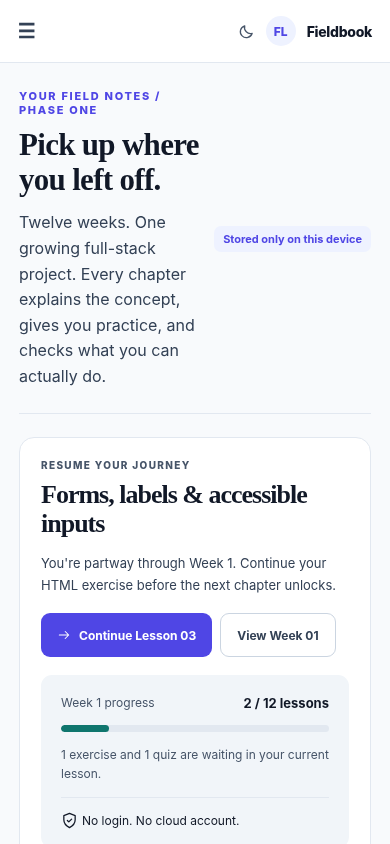 FL Fieldbook
YOUR FIELD NOTES /
PHASE ONE
Pick up where
you left off.
Twelve weeks. One
growing full-stack
project. Every chapter
explains the concept,
gives you practice, and
checks what you can
actually do.
Stored only on this device
RESUME YOUR JOURNEY
Forms, labels & accessible
inputs
You're partway through Week 1. Continue your
HTML exercise before the next chapter unlocks.
→ Continue Lesson 03 View Week 01
Week 1 progress 2 / 12 lessons
1 exercise and 1 quiz are waiting in your current
lesson.
No login. No cloud account.